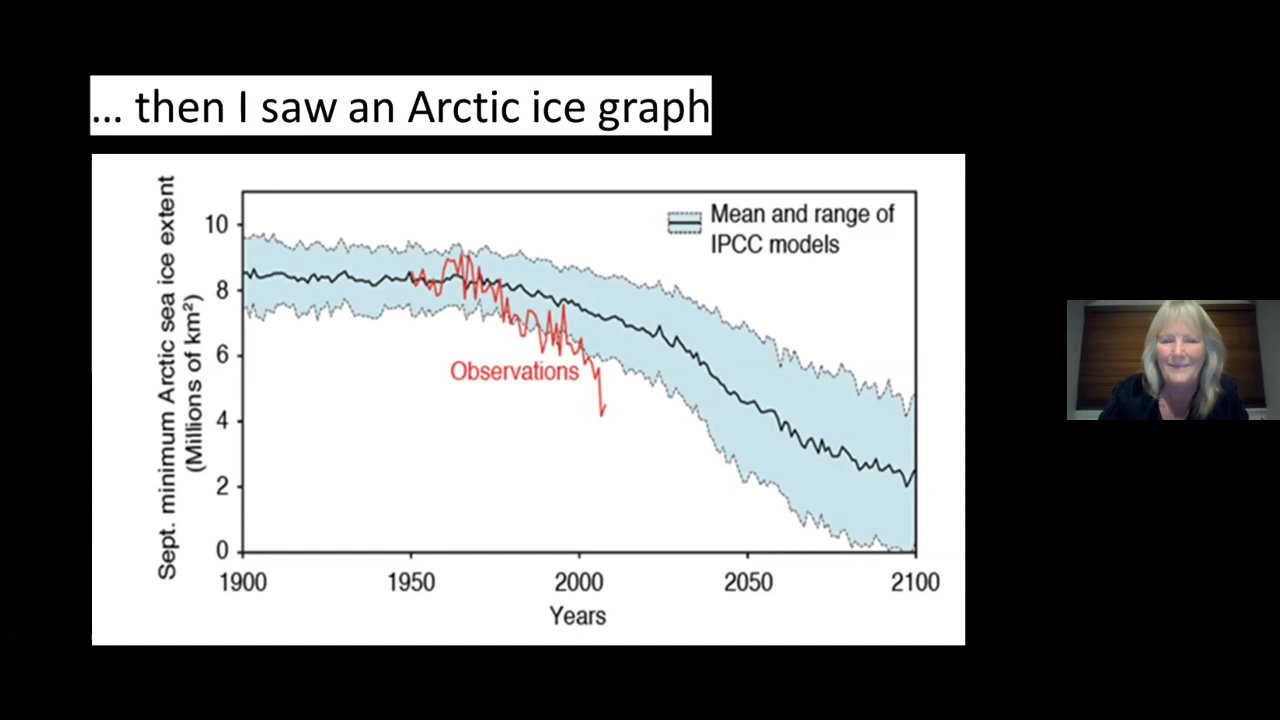 ... then I saw an Arctic ice graph
Sept. minimum Arctic sea ice extent
(Millions of km²)
10
8
6
4
2
0
Mean and range of
IPCC models
Observations
1900
1950
2000
2050
2100
Years